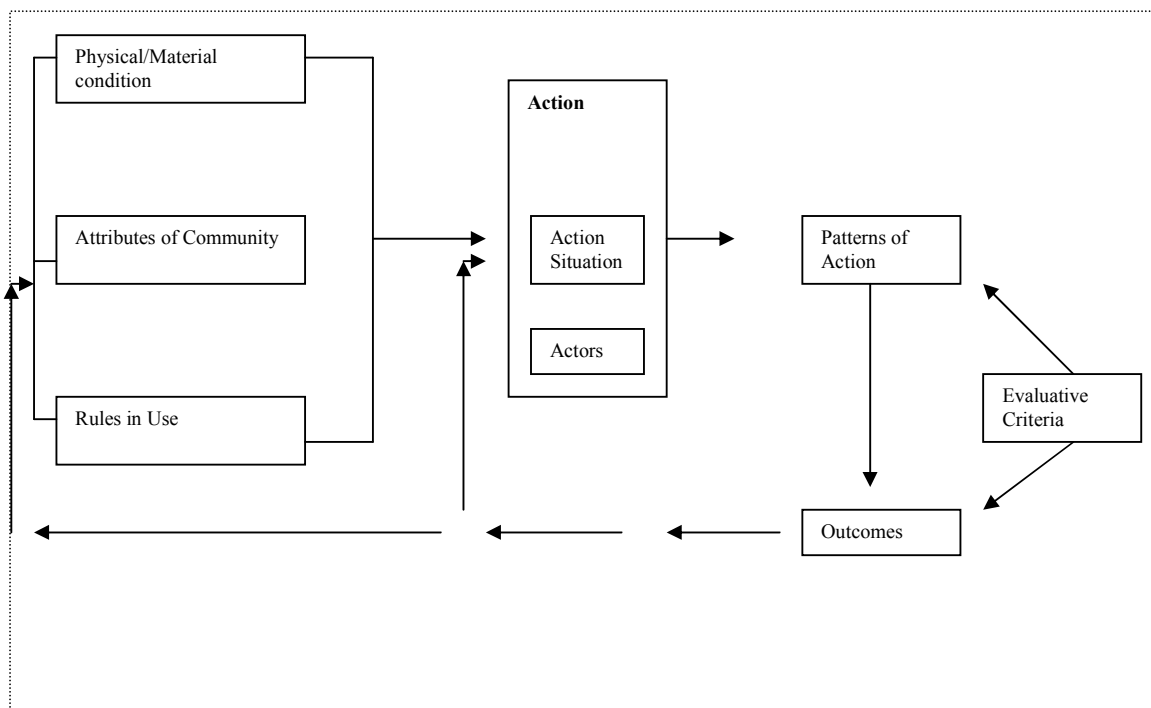 Physical/Material
condition
Attributes of Community
Rules in Use
Action
Action
Situation
Actors
Patterns of
Action
Evaluative
Criteria
Outcomes